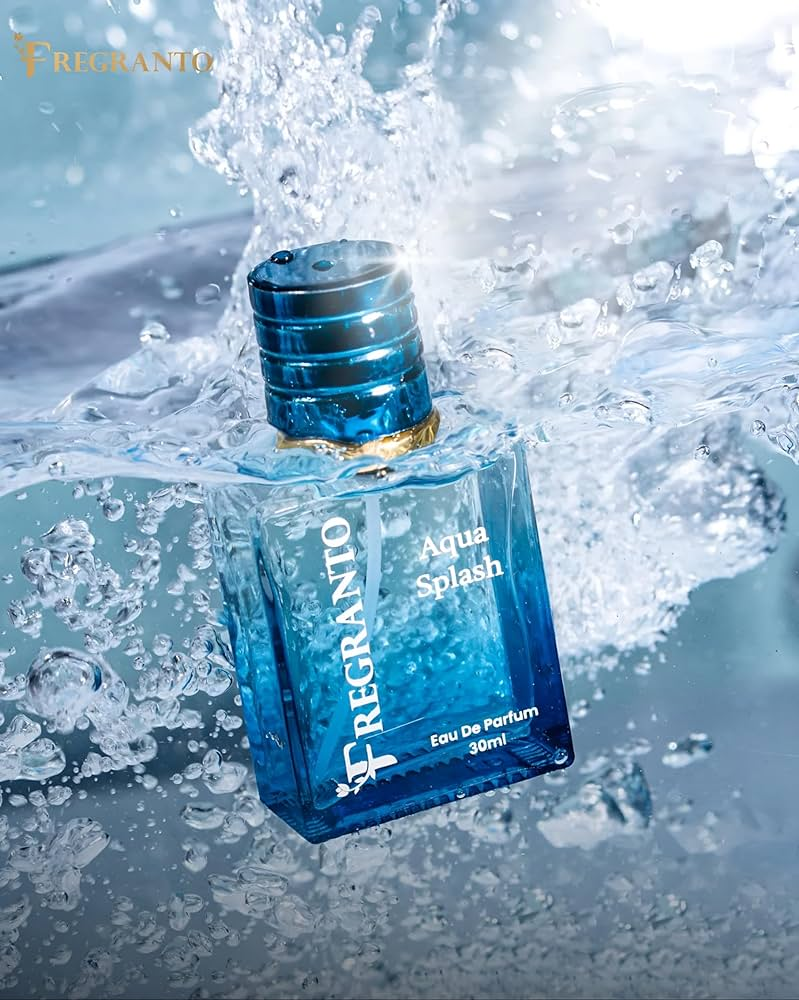 FREGRANTO
FREGRANTO
Aqua
Splash
Eau De Parfum
30ml